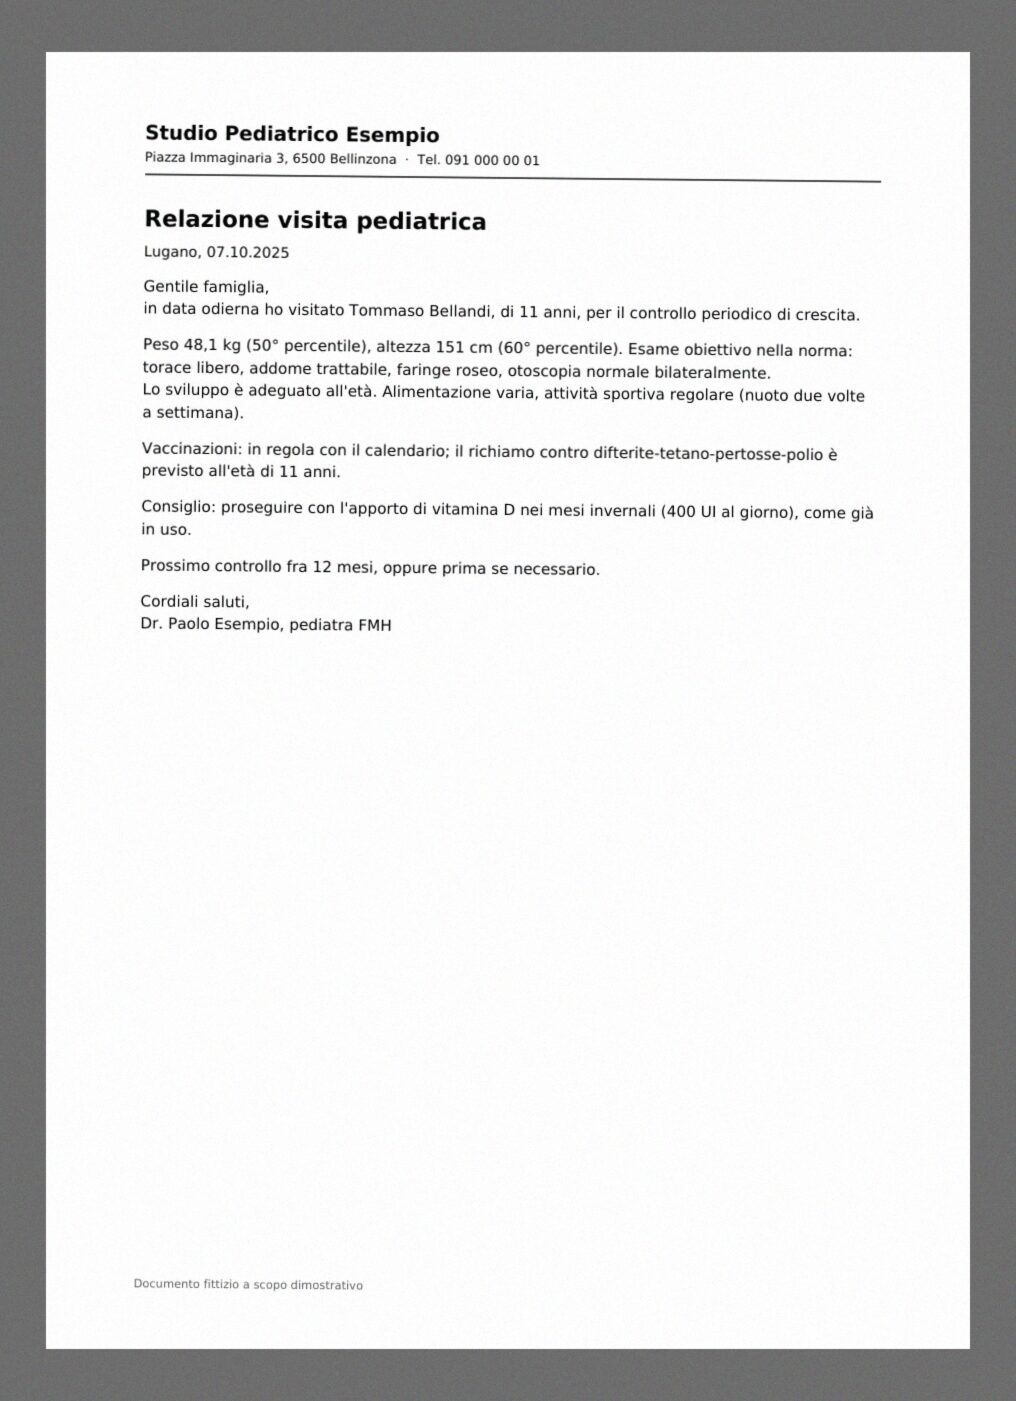 Studio Pediatrico Esempio
Piazza Immaginaria 3, 6500 Bellinzona · Tel. 091 000 00 01
Relazione visita pediatrica
Lugano, 07.10.2025
Gentile famiglia,
in data odierna ho visitato Tommaso Bellandi, di 11 anni, per il controllo periodico di crescita.
Peso 48,1 kg (50° percentile), altezza 151 cm (60° percentile). Esame obiettivo nella norma:
torace libero, addome trattabile, faringe roseo, otoscopia normale bilateralmente.
Lo sviluppo è adeguato all'età. Alimentazione varia, attività sportiva regolare (nuoto due volte
a settimana).
Vaccinazioni: in regola con il calendario; il richiamo contro difterite-tetano-pertosse-polio è
previsto all'età di 11 anni.
Consiglio: proseguire con l'apporto di vitamina D nei mesi invernali (400 UI al giorno), come già
in uso.
Prossimo controllo fra 12 mesi, oppure prima se necessario.
Cordiali saluti,
Dr. Paolo Esempio, pediatra FMH
Documento fittizio a scopo dimostrativo